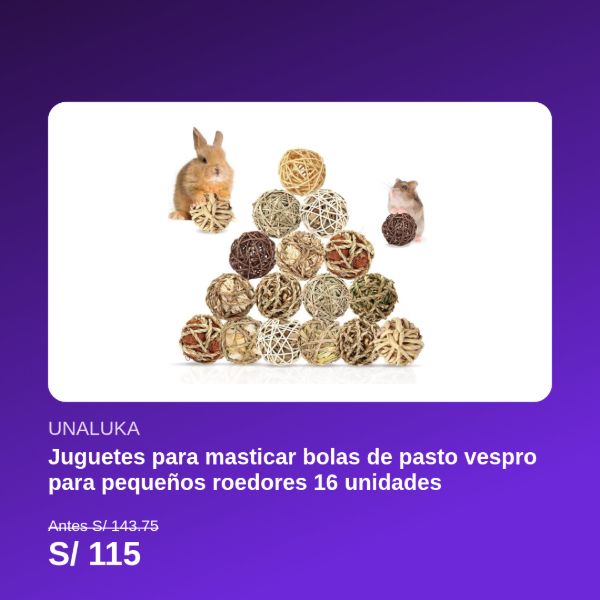 UNALUKA
Juguetes para masticar bolas de pasto vespro
para pequeños roedores 16 unidades
Antes S/ 143.75
S/ 115